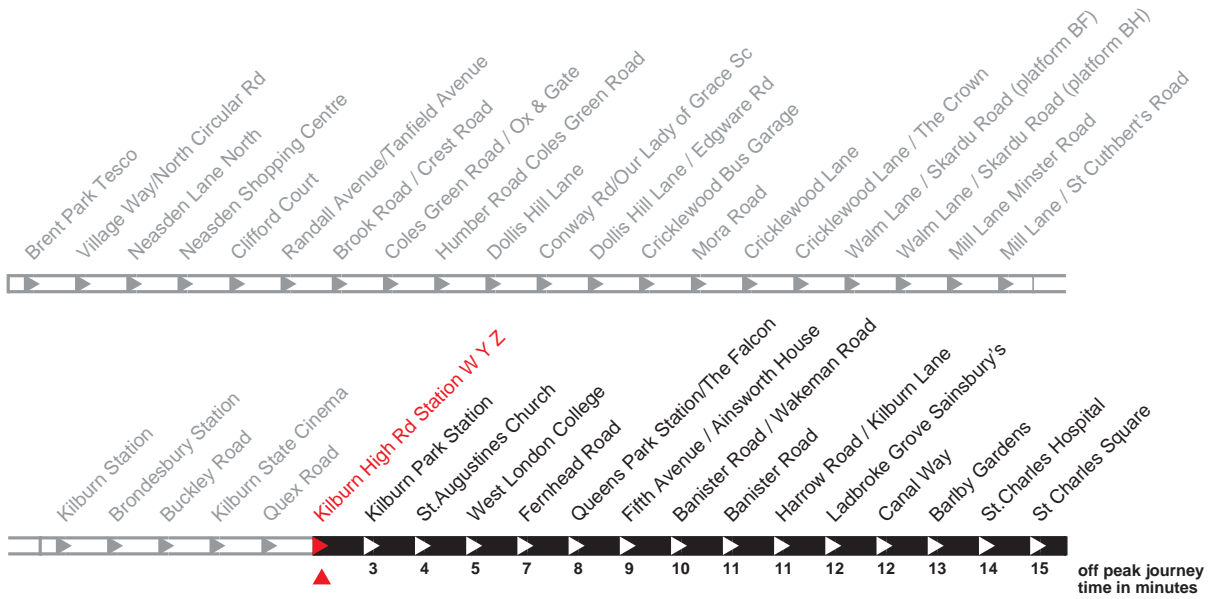 Brent Park Tesco
Village Way/North Circular Rd
Neasden Lane North
Neasden Shopping Centre
Clifford Court
Randall Avenue/Tanfield Avenue
Brook Road / Crest Road
Coles Green Road / Ox & Gate
Humber Road Coles Green Road
Dollis Hill Lane
Conway Rd/Our Lady of Grace Sc
Dollis Hill Lane / Edgware Rd
Cricklewood Bus Garage
Mora Road
Cricklewood Lane
Cricklewood Lane / The Crown
Walm Lane / Skardu Road (platform BF)
Walm Lane / Skardu Road (platform BH)
Mill Lane Minster Road
Mill Lane / St Cuthbert's Road
Kilburn Station
Brondesbury Station
Buckley Road
Kilburn State Cinema
Quex Road
Kilburn High Rd Station W Y Z
Kilburn Park Station
St.Augustines Church
West London College
Fernhead Road
Queens Park Station/The Falcon
Fifth Avenue / Ainsworth House
Banister Road / Wakeman Road
Banister Road
Harrow Road / Kilburn Lane
Ladbroke Grove Sainsbury's
Canal Way
Barlby Gardens
St.Charles Hospital
St Charles Square
3 4 5 7 8 9 10 11 11 12 12 13 14 15
off peak journey
time in minutes